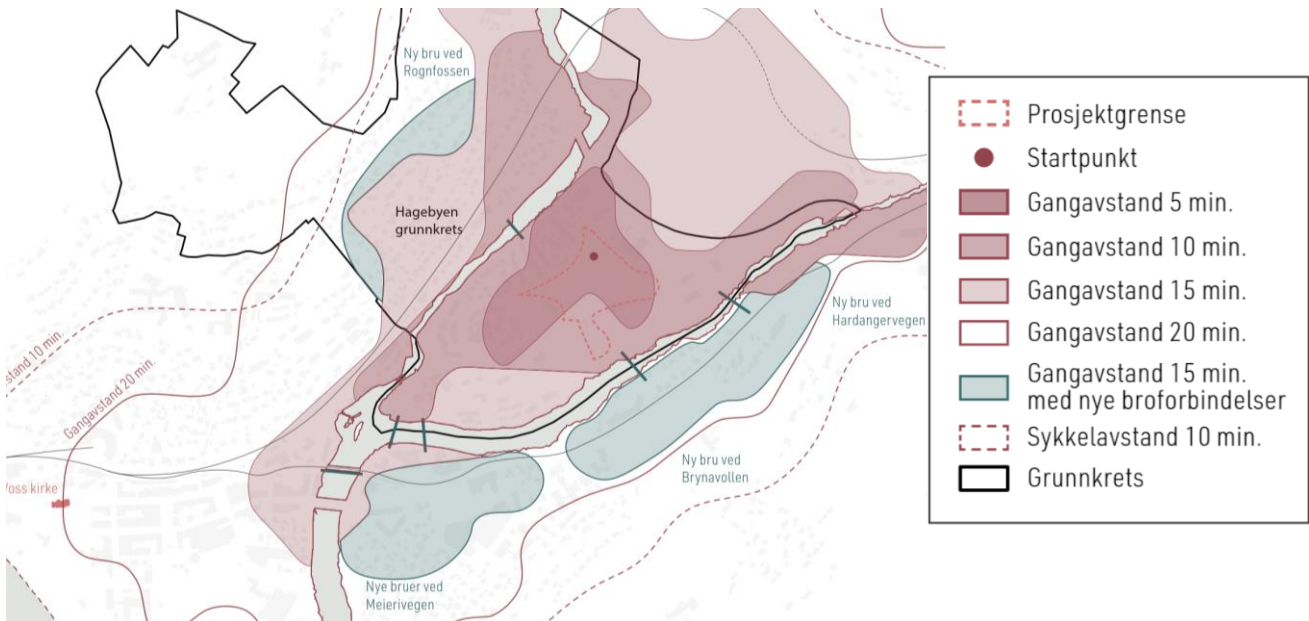 Ny bru ved
Rognfossen
Hagebyen
grunnkrets
Ny bru ved
Hardangervegen
stand 10 min.
Gangavstand 20 min.
Ny bru ved
Brynavollen
Voss kirke
Nye bruer ved
Meierivegen
Prosjektgrense
Startpunkt
Gangavstand 5 min.
Gangavstand 10 min.
Gangavstand 15 min.
Gangavstand 20 min.
Gangavstand 15 min.
med nye broforbindelser
Sykkelavstand 10 min.
Grunnkrets